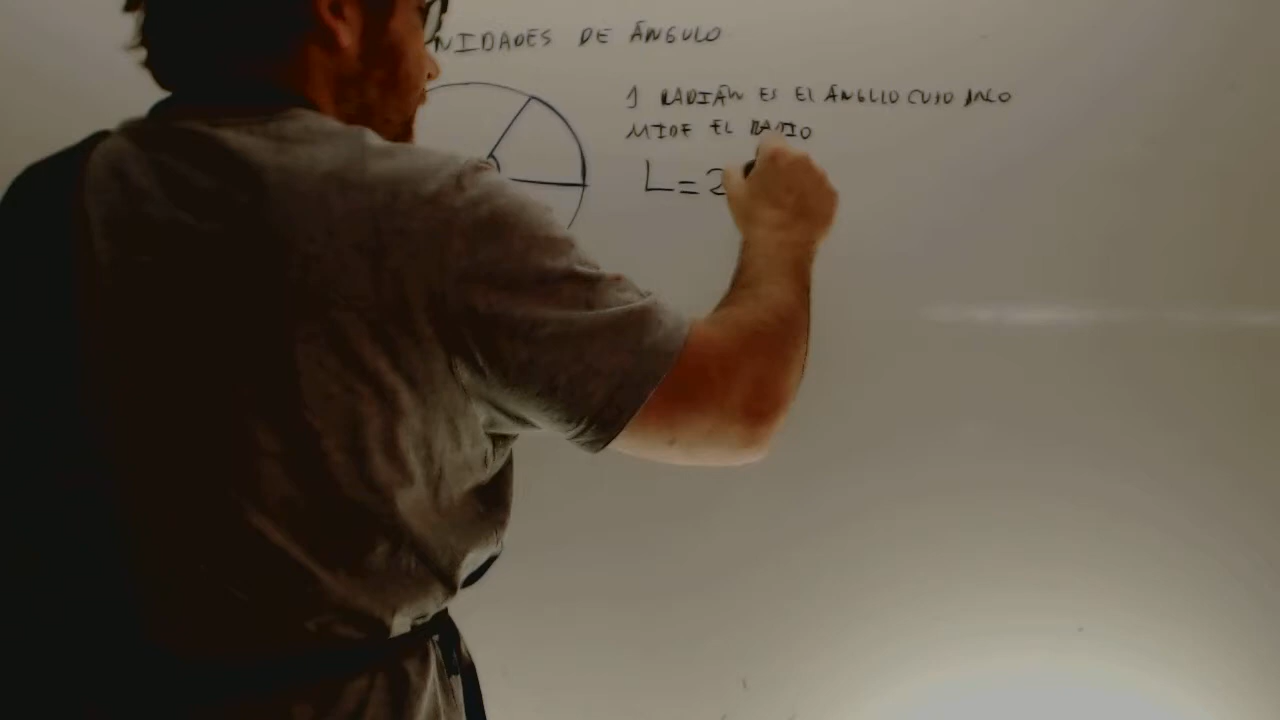 NIDADES DE ÁNGULO
1 RADIÁN ES EL ÁNGULO CUYO ARCO
MIDE EL RADIO
L=2